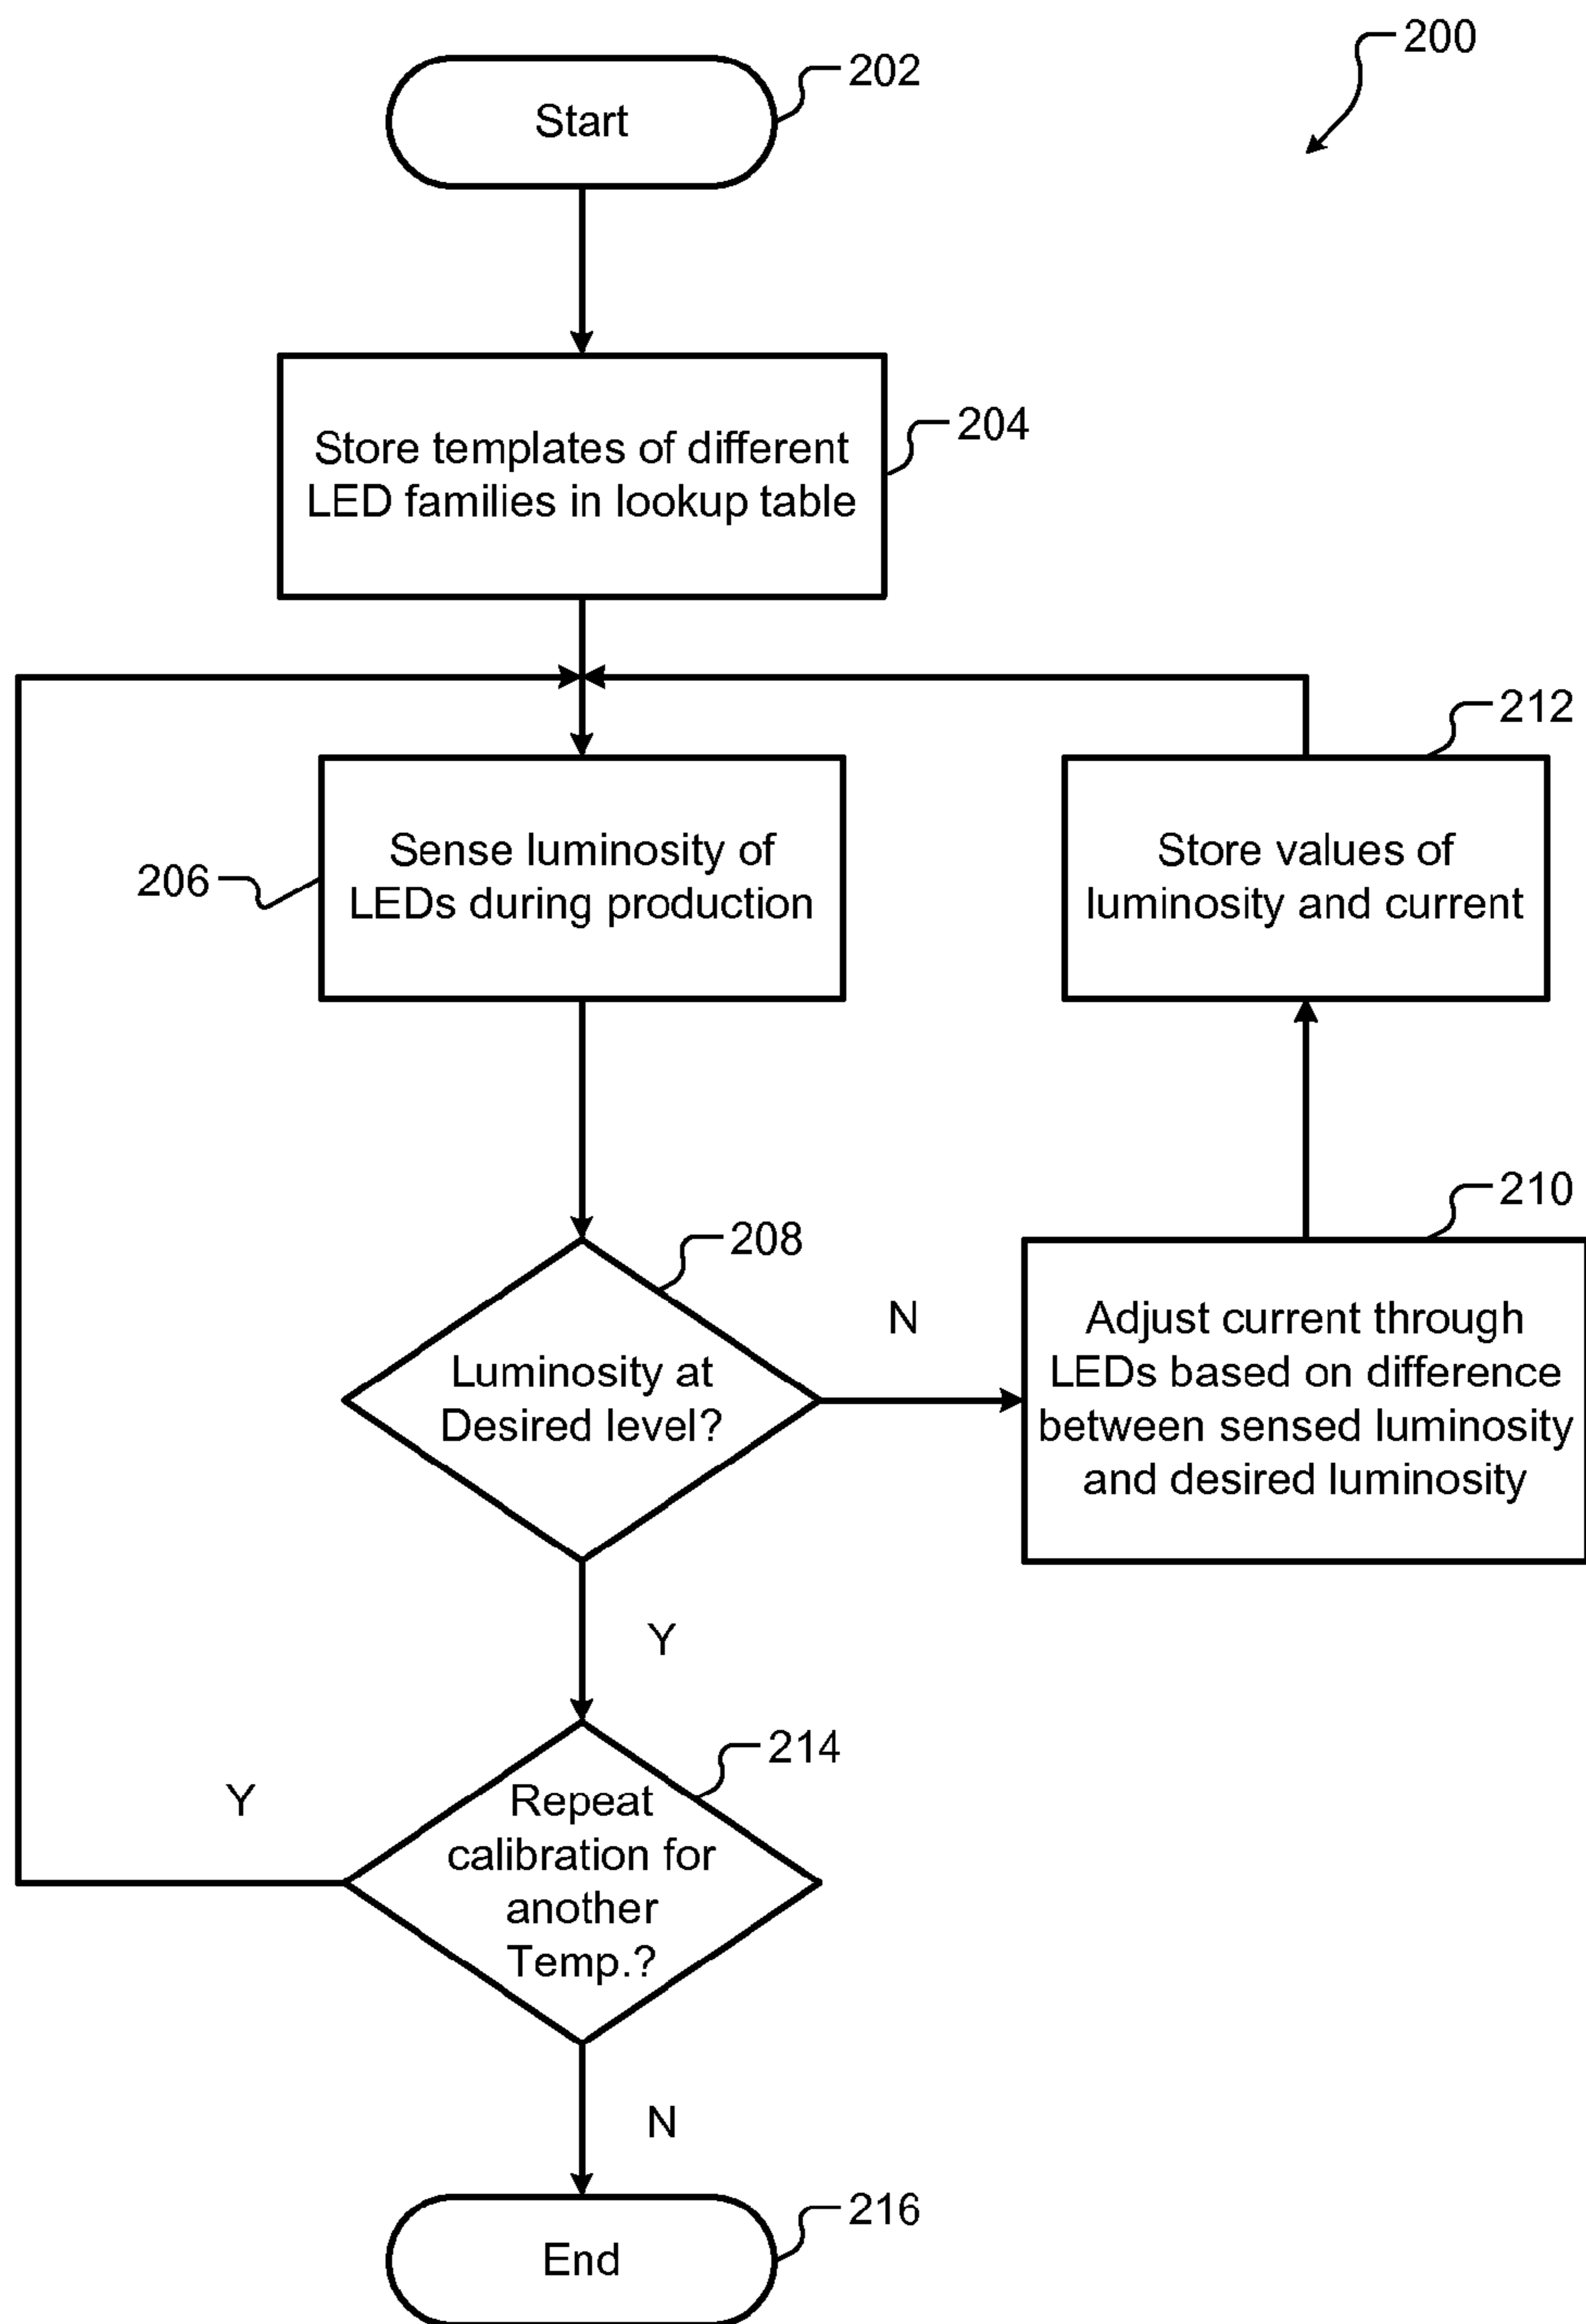 200
Start
202
Store templates of different
LED families in lookup table
204
Sense luminosity of
LEDs during production
206
Store values of
luminosity and current
212
Luminosity at
Desired level?
208
N
Adjust current through
LEDs based on difference
between sensed luminosity
and desired luminosity
210
Y
Repeat
calibration for
another
Temp.?
214
Y
N
End
216